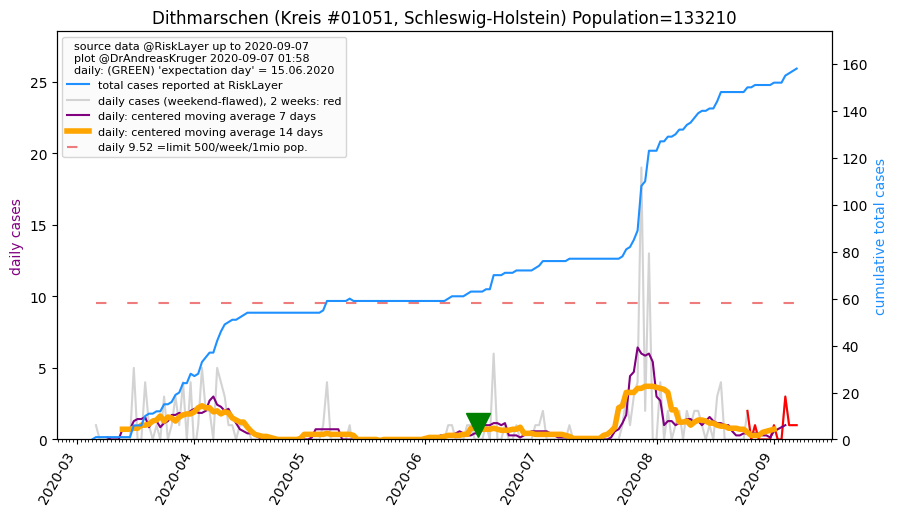 Dithmarschen (Kreis #01051, Schleswig-Holstein) Population=133210
source data @RiskLayer up to 2020-09-07
plot @DrAndreasKruger 2020-09-07 01:58
daily: (GREEN) 'expectation day' = 15.06.2020
total cases reported at RiskLayer
daily cases (weekend-flawed), 2 weeks: red
daily: centered moving average 7 days
daily: centered moving average 14 days
daily 9.52 =limit 500/week/1mio pop.
daily cases
25
20
15
10
5
0
cumulative total cases
160
140
120
100
80
60
40
20
0
2020-03
2020-04
2020-05
2020-06
2020-07
2020-08
2020-09